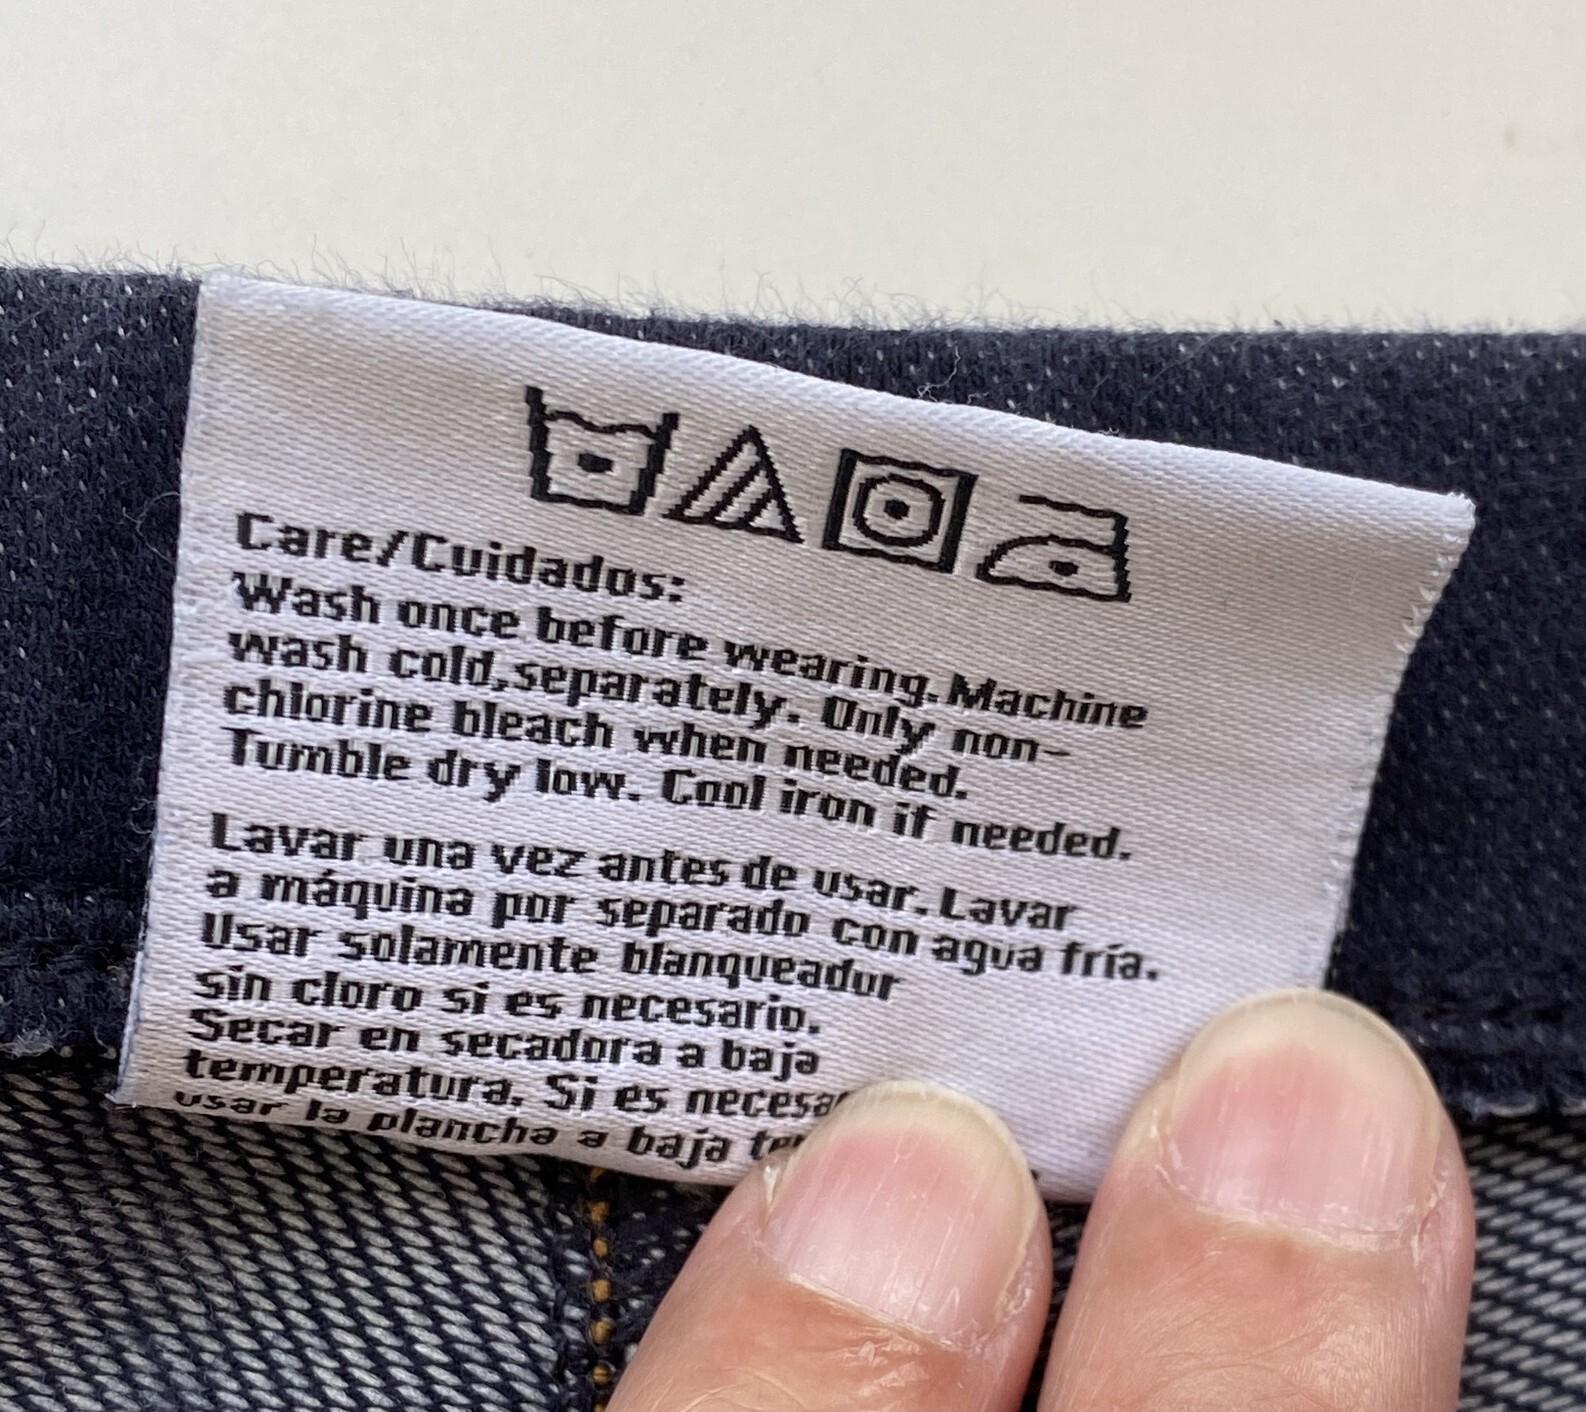 Care/Cuidados:
Wash once before wearing. Machine
wash cold,separately. Only non-
chlorine bleach when needed.
Tumble dry low. Cool iron if needed.
Lavar una vez antes de usar. Lavar
a máquina por separado con agua fría.
Usar solamente blanqueadur
sin cloro si es necesario.
Secar en secadora a baja
temperatura. Si es
usar la plancha a baja